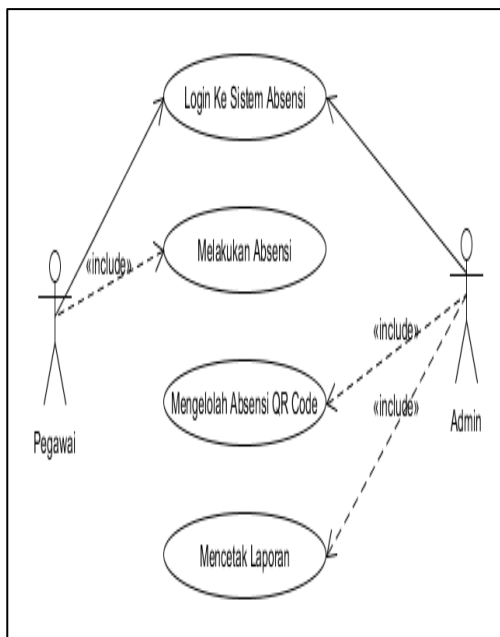 Login Ke Sistem Absensi
Melakukan Absensi
«include»
«include»
Mengelolah Absensi QR Code
«include»
Pegawai
Admin
Mencetak Laporan